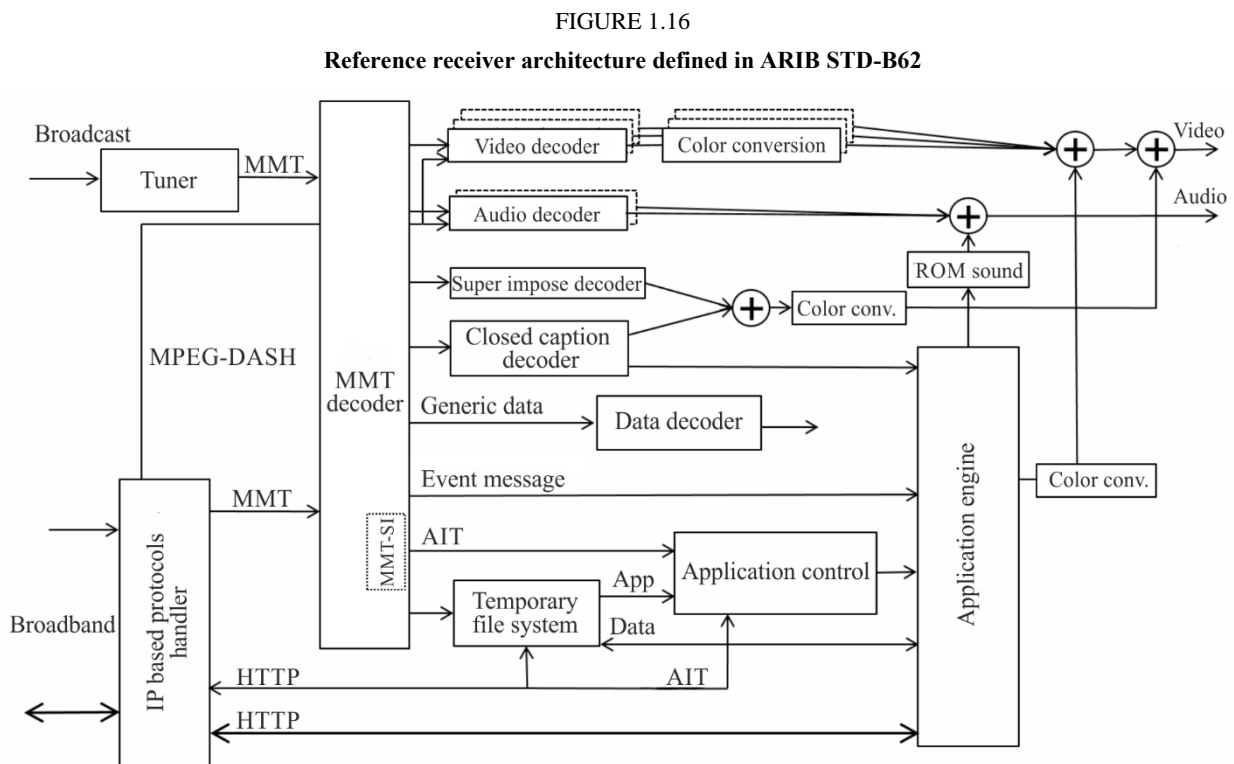 FIGURE 1.16
Reference receiver architecture defined in ARIB STD-B62
Broadcast
Tuner
MMT
Video decoder
Color conversion
Video
Audio decoder
Audio
ROM sound
Super impose decoder
Color conv.
Closed caption
decoder
MPEG-DASH
MMT
decoder
Generic data
Data decoder
Event message
Application engine
Color conv.
MMT
MMT-SI
AIT
Application control
App
Temporary
file system
Data
Broadband
IP based protocols
handler
HTTP
AIT
HTTP